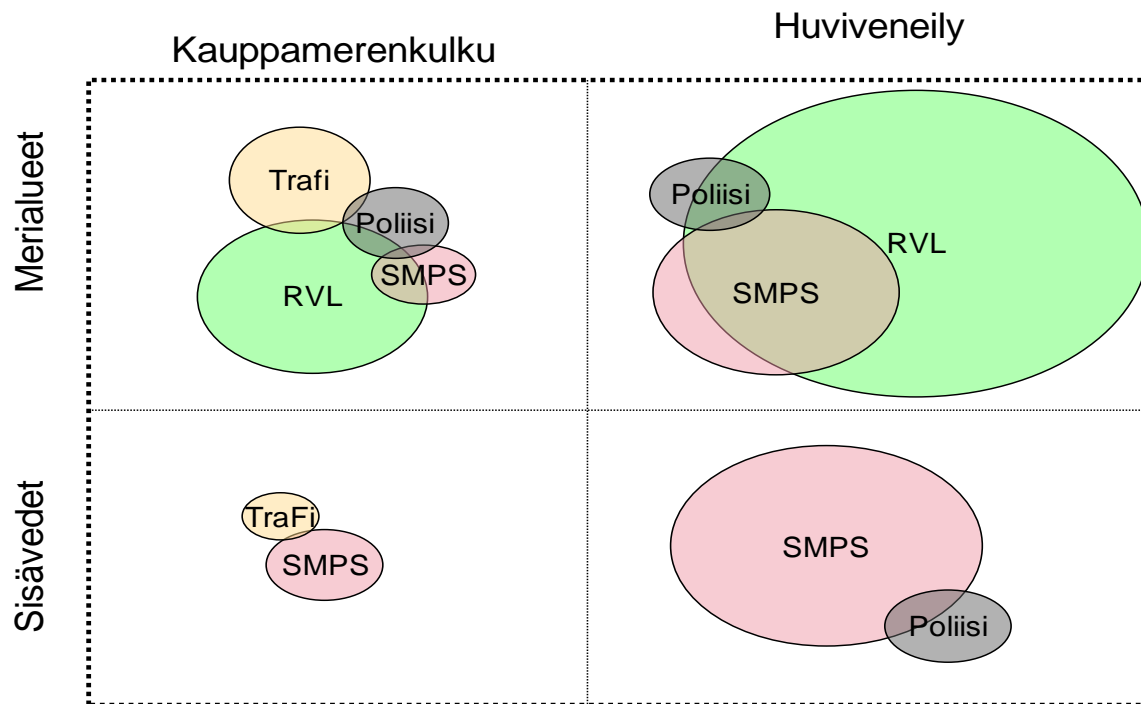 Kauppamerenkulku
Huviveneily
Merialueet
Trafi
Poliisi
SMPS
RVL
Poliisi
RVL
SMPS
Sisävedet
TraFi
SMPS
SMPS
Poliisi